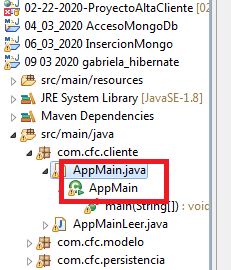 02-22-2020-ProyectoAltaCliente
04_03_2020 AccesoMongoDb
06_03_2020 InsercionMongo
09 03 2020 gabriela_hibernate
src/main/resources
JRE System Library [JavaSE-1.8]
Maven Dependencies
src/main/java
com.cfc.cliente
AppMain.java
AppMain
main(String[]) : void
AppMainLeer.java
com.cfc.modelo
com.cfc.persistencia